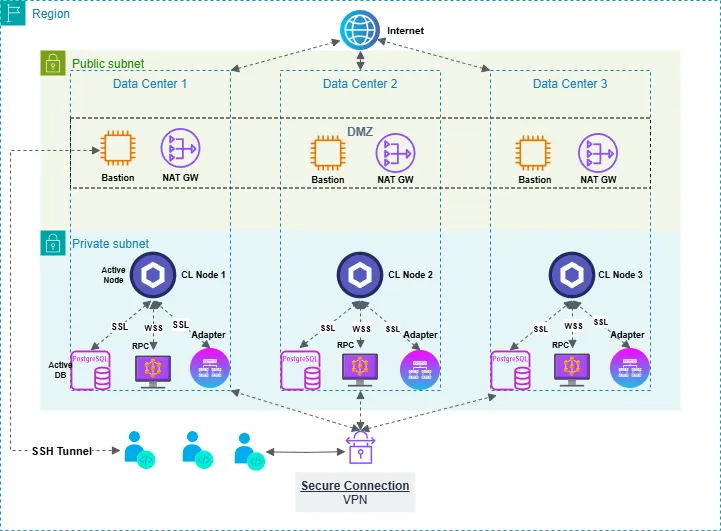 Region
Internet
Public subnet
Data Center 1
Data Center 2
Data Center 3
DMZ
Bastion
NAT GW
Bastion
NAT GW
Bastion
NAT GW
Private subnet
Active
Node
CL Node 1
CL Node 2
CL Node 3
SSL
WSS
SSL
SSL
WSS
SSL
SSL
WSS
SSL
RPC
Adapter
RPC
Adapter
RPC
Adapter
PostgreSQL
PostgreSQL
PostgreSQL
Active
DB
SSH Tunnel
Secure Connection
VPN